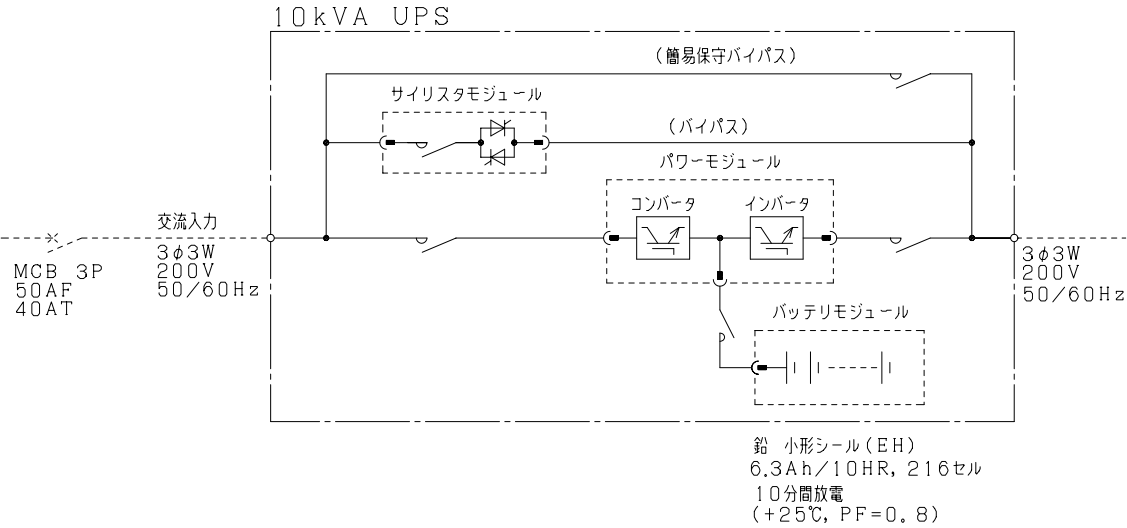 10kVA UPS
(簡易保守バイパス)
サイリスタモジュール
(バイパス)
パワーモジュール
コンバータ
インバータ
交流入力
3φ3W
200V
50/60Hz
MCB 3P
50AF
40AT
3φ3W
200V
50/60Hz
バッテリモジュール
鉛 小形シール(EH)
6.3Ah/10HR, 216セル
10分間放電
(+25℃, PF=0.8)